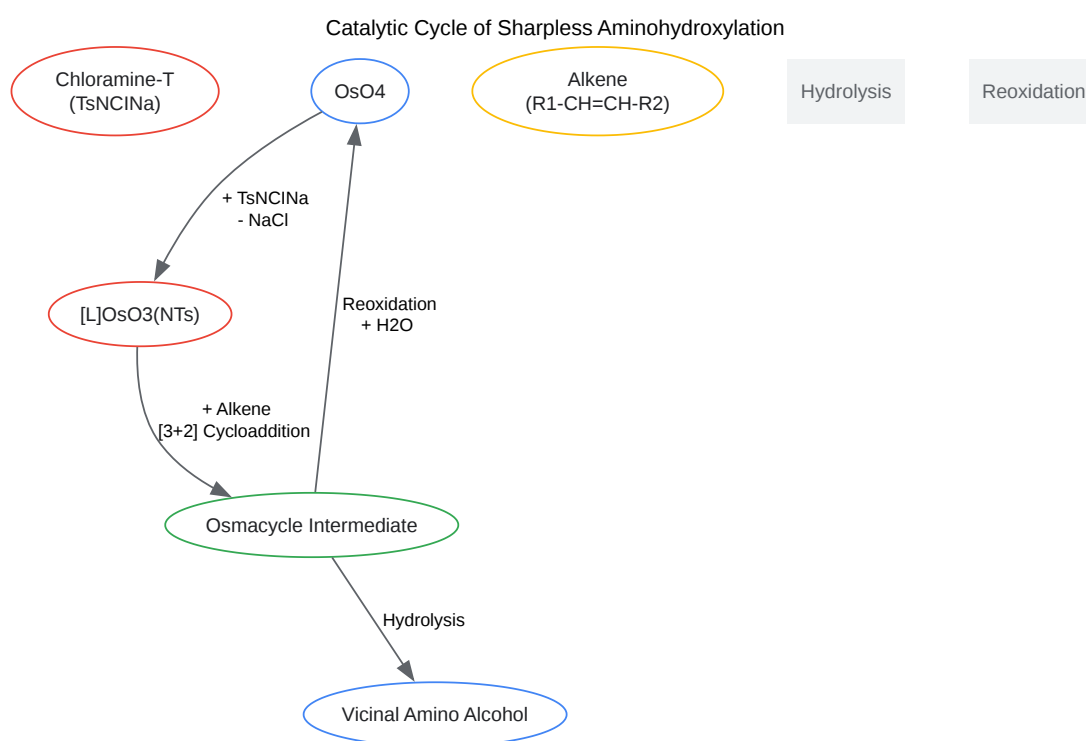 Catalytic Cycle of Sharpless Aminohydroxylation
Chloramine-T
(TsNClNa)
OsO4
Alkene
(R1-CH=CH-R2)
Hydrolysis
Reoxidation
+ TsNClNa
- NaCl
[L]OsO3(NTs)
Reoxidation
+ H2O
+ Alkene
[3+2] Cycloaddition
Osmacycle Intermediate
Hydrolysis
Vicinal Amino Alcohol